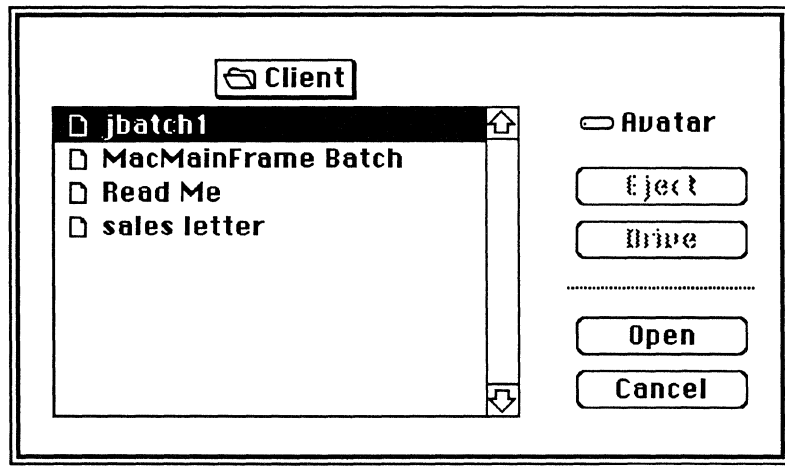 Client
jbatch1
MacMainFrame Batch
Read Me
sales letter
Avatar
Eject
Drive
Open
Cancel